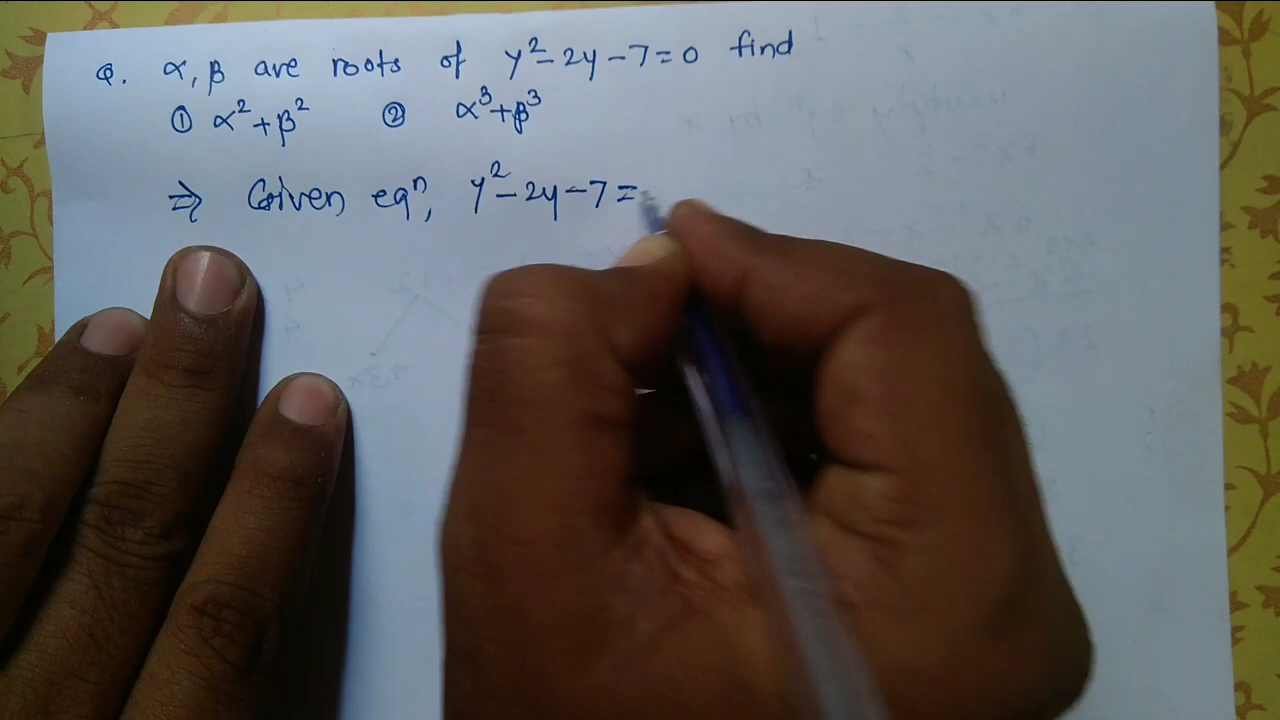 Q. α, β are roots of y²-2y-7=0 find
① α²+β² ② α³+β³
⇒ Given eqⁿ, y²-2y-7=